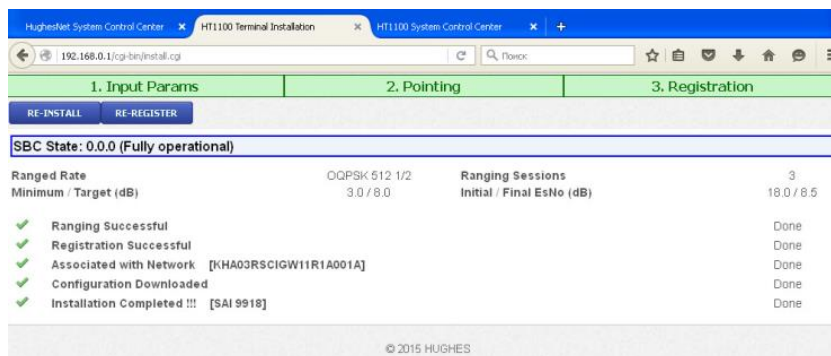 HughesNet System Control Center
HT1100 Terminal Installation
HT1100 System Control Center
192.168.0.1/cgi-bin/install.cgi
Поиск
1. Input Params 2. Pointing 3. Registration
RE-INSTALL RE-REGISTER
SBC State: 0.0.0 (Fully operational)
Ranged Rate OQPSK 512 1/2 Ranging Sessions 3
Minimum / Target (dB) 3.0 / 8.0 Initial / Final EsNo (dB) 18.0 / 8.5
Ranging Successful Done
Registration Successful Done
Associated with Network [KHA03RSCIGW11R1A001A] Done
Configuration Downloaded Done
Installation Completed !!! [SAI 9918] Done
© 2015 HUGHES